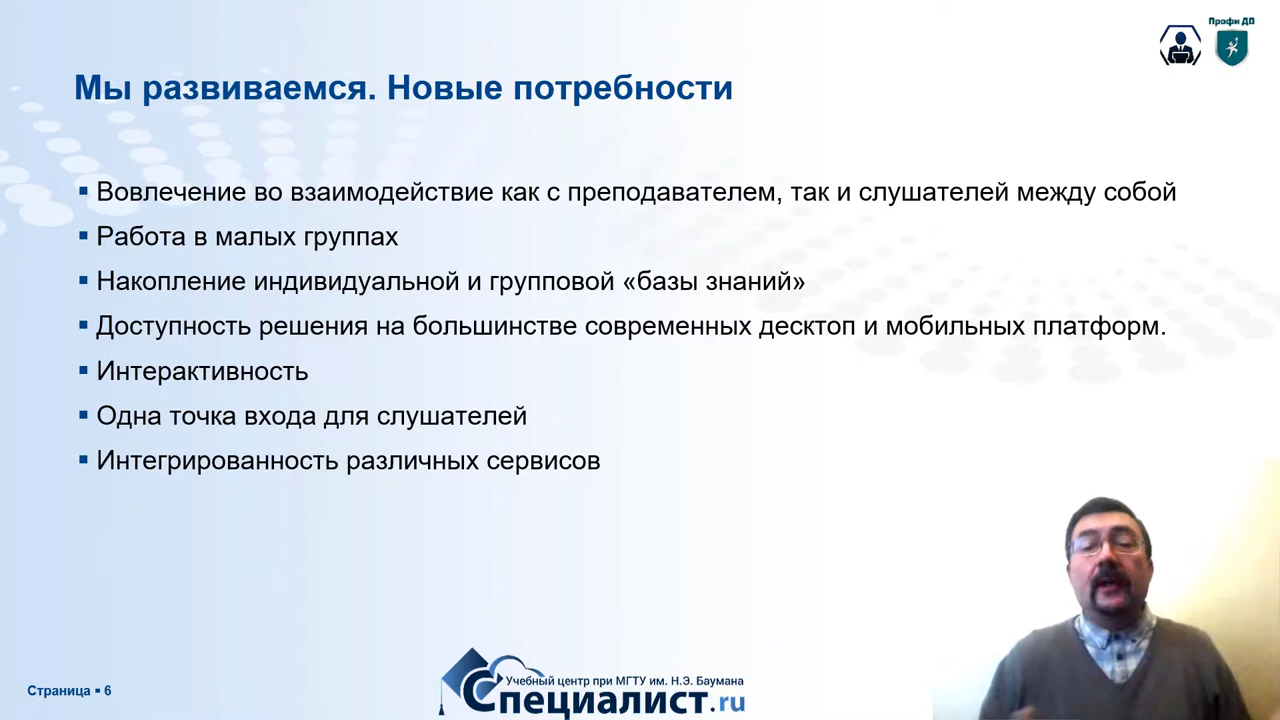 Профи ДО
Мы развиваемся. Новые потребности
▪ Вовлечение во взаимодействие как с преподавателем, так и слушателей между собой
▪ Работа в малых группах
▪ Накопление индивидуальной и групповой «базы знаний»
▪ Доступность решения на большинстве современных десктоп и мобильных платформ.
▪ Интерактивность
▪ Одна точка входа для слушателей
▪ Интегрированность различных сервисов
Учебный центр при МГТУ им. Н.Э. Баумана
Специалист.ru
Страница ▪ 6